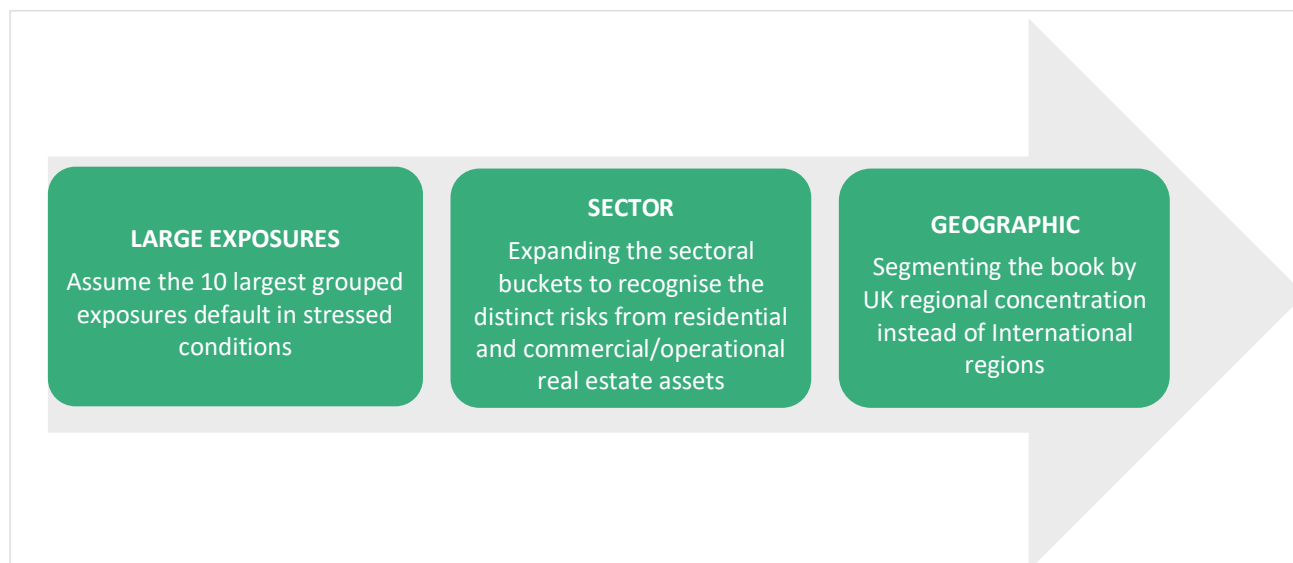 LARGE EXPOSURES
Assume the 10 largest grouped
exposures default in stressed
conditions
SECTOR
Expanding the sectoral
buckets to recognise the
distinct risks from residential
and commercial/operational
real estate assets
GEOGRAPHIC
Segmenting the book by
UK regional concentration
instead of International
regions